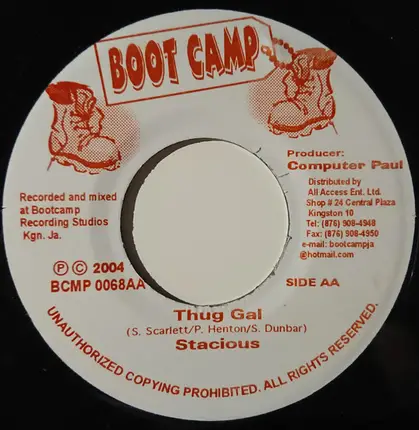 BOOT CAMP
Producer:
Computer Paul
Distributed by
All Access Ent. Ltd.
Shop # 24 Central Plaza
Kingston 10
Tel: (876) 908-4948
Fax: (876) 908-4950
e-mail: bootcampja
@hotmail.com
Recorded and mixed
at Bootcamp
Recording Studios
Kgn. Ja.
Ⓟ © 2004
BCMP 0068AA
SIDE AA
Thug Gal
(S. Scarlett/P. Henton/S. Dunbar)
Stacious
UNAUTHORIZED COPYING PROHIBITED. ALL RIGHTS RESERVED.